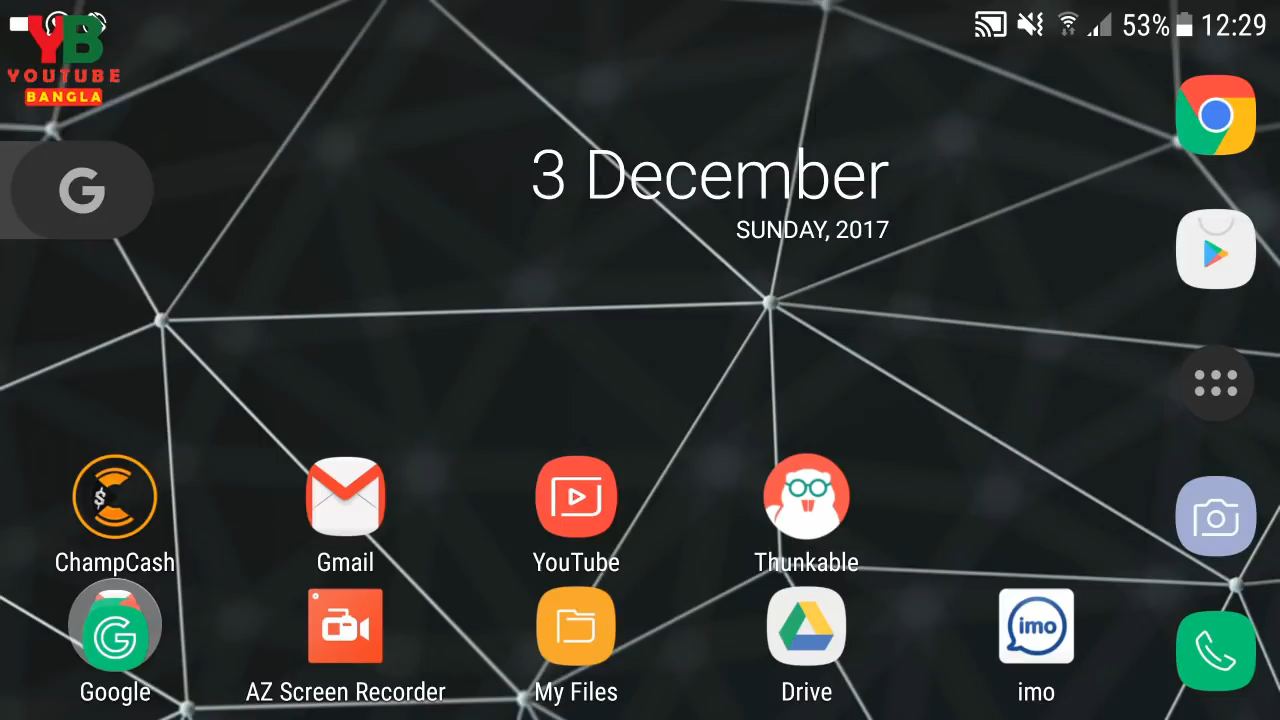 YB
YOUTUBE
BANGLA
53% 12:29
G
3 December
SUNDAY, 2017
$
ChampCash
Gmail
YouTube
Thunkable
G
imo
Google
AZ Screen Recorder
My Files
Drive
imo